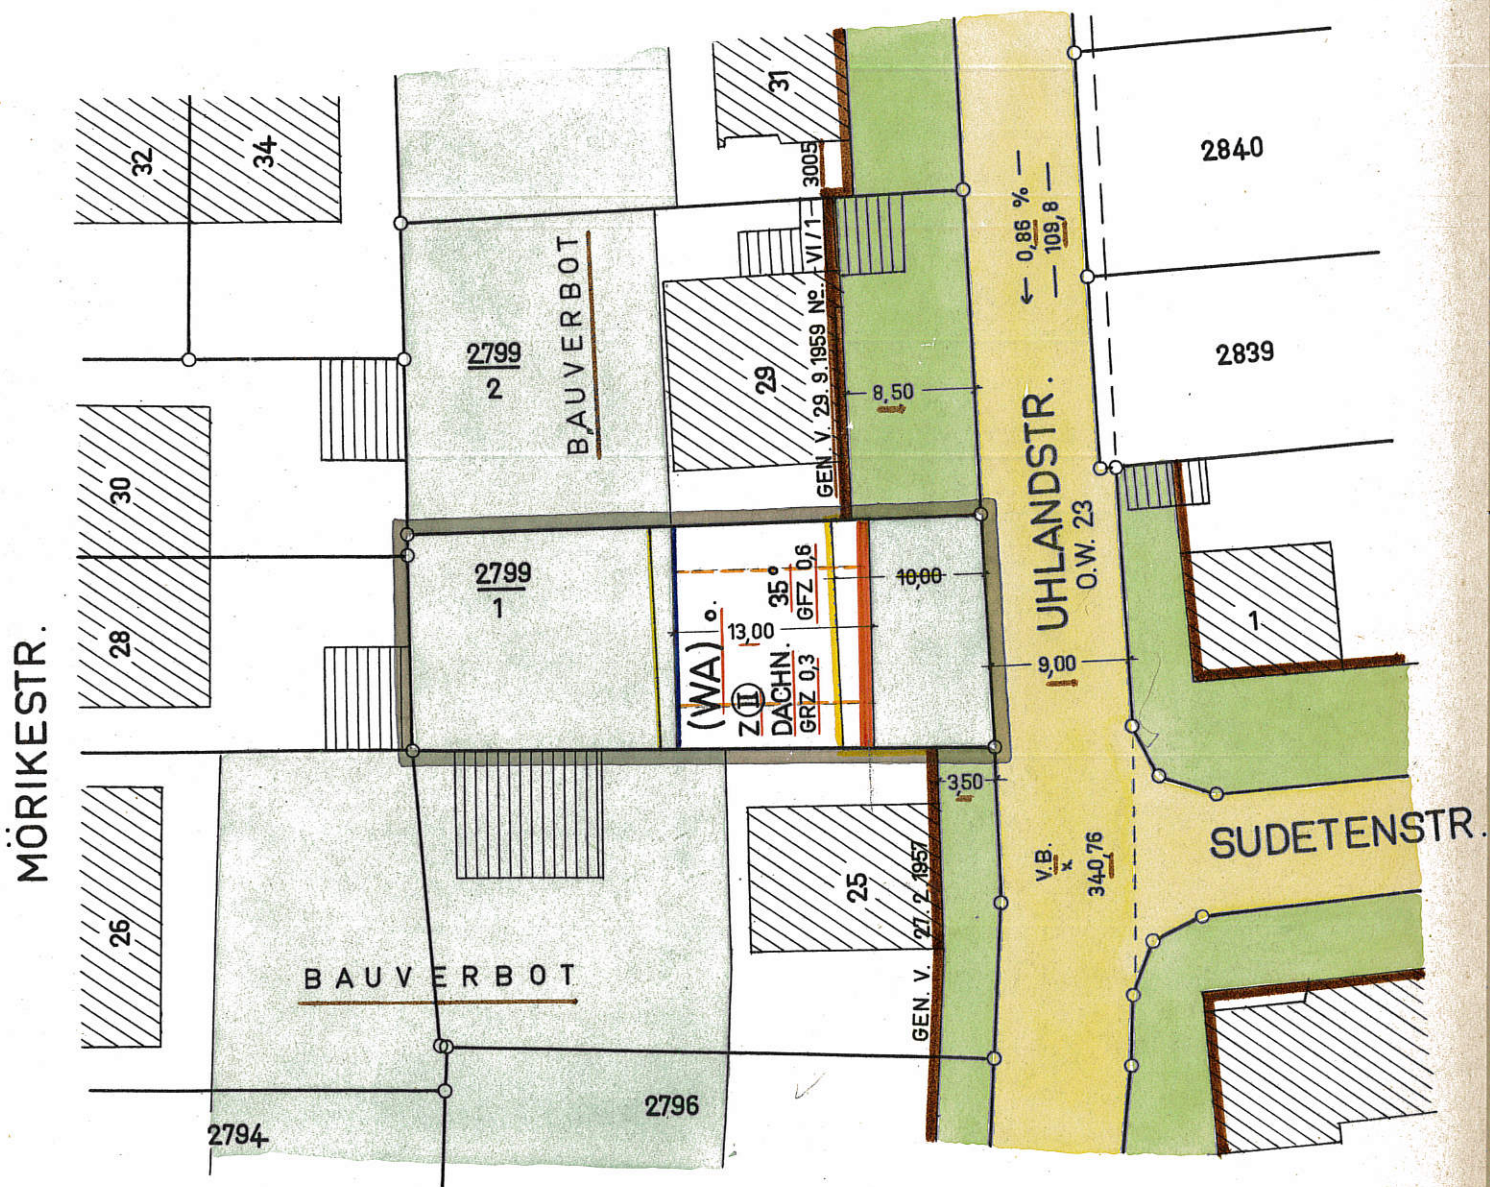 31
32
34
3005
2840
← 0,86 % —
— 109,8 —
BAUVERBOT
2799
2
29
GEN. V. 29. 9. 1959 Nº VI / 1 —
8,50
2839
30
UHLANDSTR.
O.W. 23
2799
1
28
(WA) o.
Z II
DACHN. 35°
GRZ 0,3 GFZ 0,6
13,00
10,00
9,00
1
MÖRIKESTR.
3,50
SUDETENSTR.
V.B.
x
340,76
25
26
GEN. V. 27. 2. 1957
BAUVERBOT
2796
2794